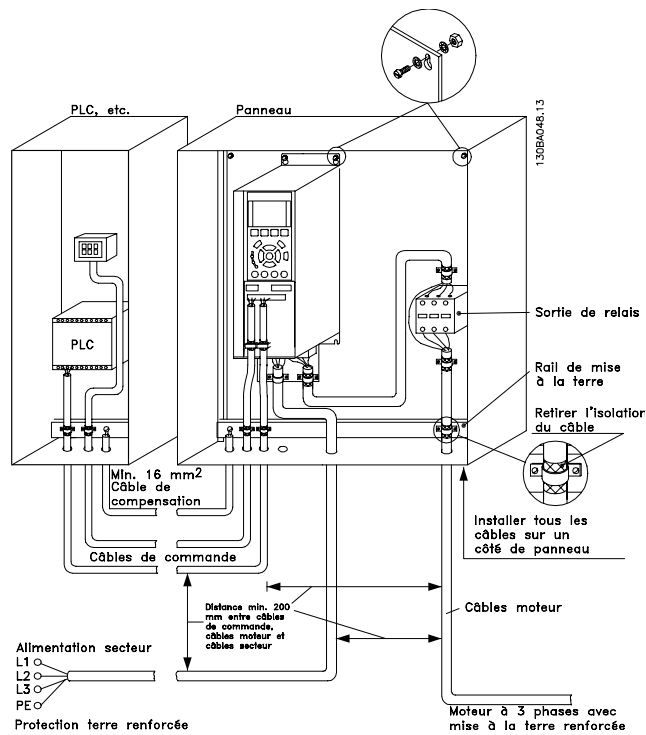 PLC, etc.
Panneau
130BA048.13
PLC
Sortie de relais
Rail de mise
à la terre
Retirer l'isolation
du câble
Min. 16 mm2
Câble de
compensation
Installer tous les
câbles sur un
côté de panneau
Câbles de commande
Distance min. 200
mm entre câbles
de commande,
câbles moteur et
câbles secteur
Câbles moteur
Alimentation secteur
L1
L2
L3
PE
Protection terre renforcée
Moteur à 3 phases avec
mise à la terre renforcée